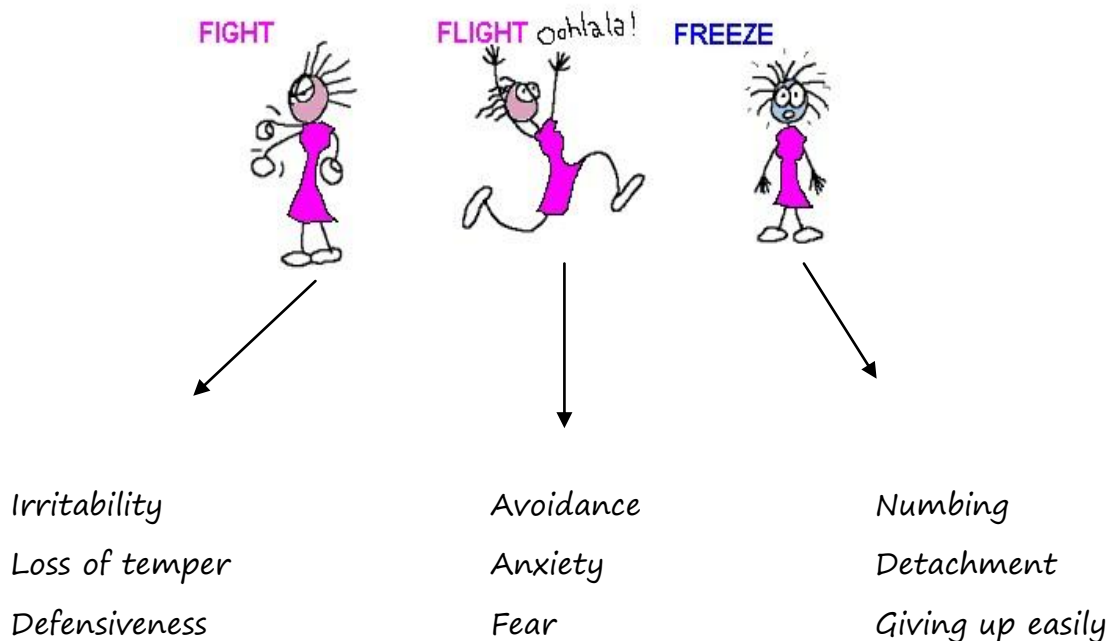 FIGHT
FLIGHT
Oohlala!
FREEZE
Irritability
Avoidance
Numbing
Loss of temper
Anxiety
Detachment
Defensiveness
Fear
Giving up easily